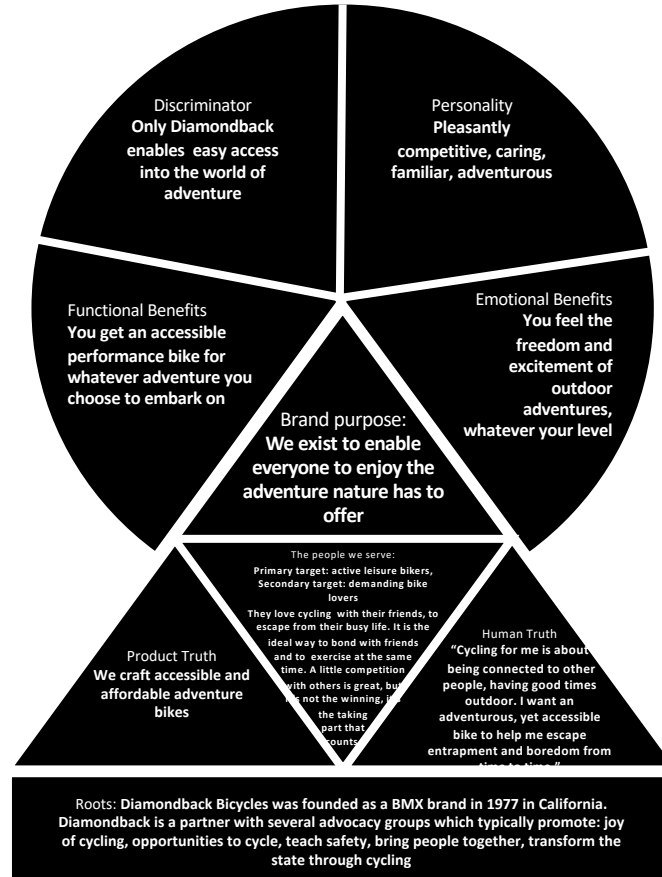 Discriminator
Only Diamondback
enables easy access
into the world of
adventure
Personality
Pleasantly
competitive, caring,
familiar, adventurous
Functional Benefits
You get an accessible
performance bike for
whatever adventure you
choose to embark on
Emotional Benefits
You feel the
freedom and
excitement of
outdoor
adventures,
whatever your level
Brand purpose:
We exist to enable
everyone to enjoy the
adventure nature has to
offer
The people we serve:
Primary target: active leisure bikers,
Secondary target: demanding bike
lovers
They love cycling with their friends, to
escape from their busy life. It is the
ideal way to bond with friends
and to exercise at the same
time. A little competition
with others is great, but
not the winning,
the taking
part that
counts
Product Truth
We craft accessible and
affordable adventure
bikes
Human Truth
“Cycling for me is about
being connected to other
people, having good times
outdoor. I want an
adventurous, yet accessible
bike to help me escape
entrapment and boredom from
time to time.”
Roots: Diamondback Bicycles was founded as a BMX brand in 1977 in California.
Diamondback is a partner with several advocacy groups which typically promote: joy
of cycling, opportunities to cycle, teach safety, bring people together, transform the
state through cycling